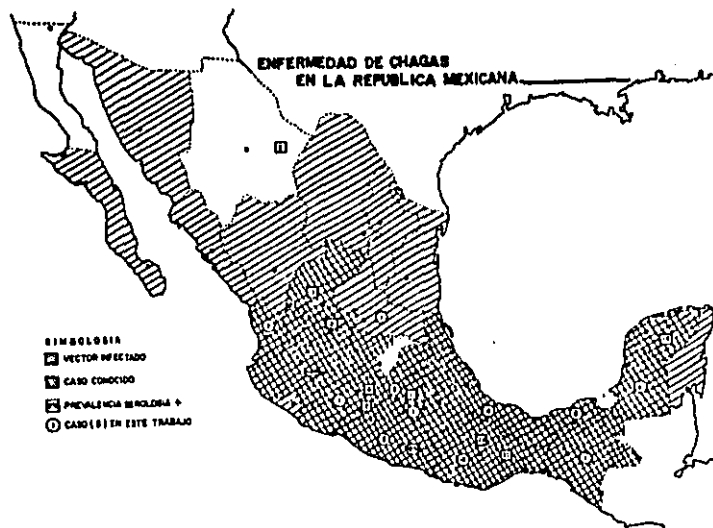 ENFERMEDAD DE CHAGAS
EN LA REPUBLICA MEXICANA
SIMBOLOGIA
VECTOR INFECTADO
CASO CONOCIDO
PREVALENCIA SEROLOGIA +
CASO(S) EN ESTE TRABAJO